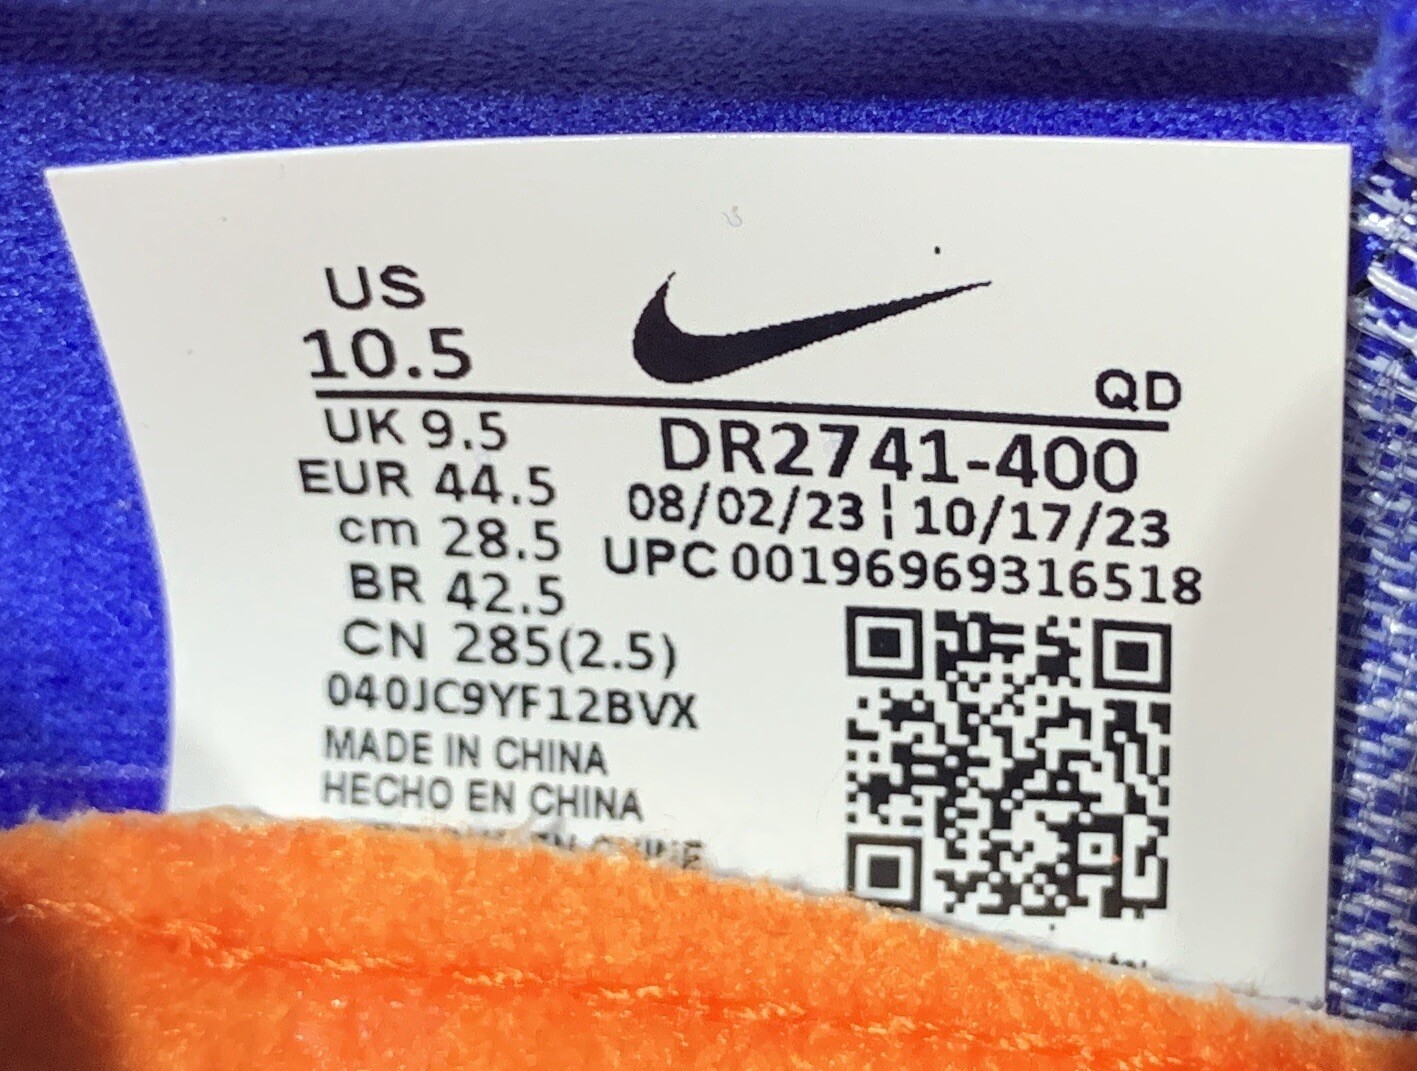 US
10.5
QD
UK 9.5
EUR 44.5
cm 28.5
BR 42.5
CN 285(2.5)
040JC9YF12BVX
MADE IN CHINA
HECHO EN CHINA
DR2741-400
08/02/23 ¦ 10/17/23
UPC 00196969316518